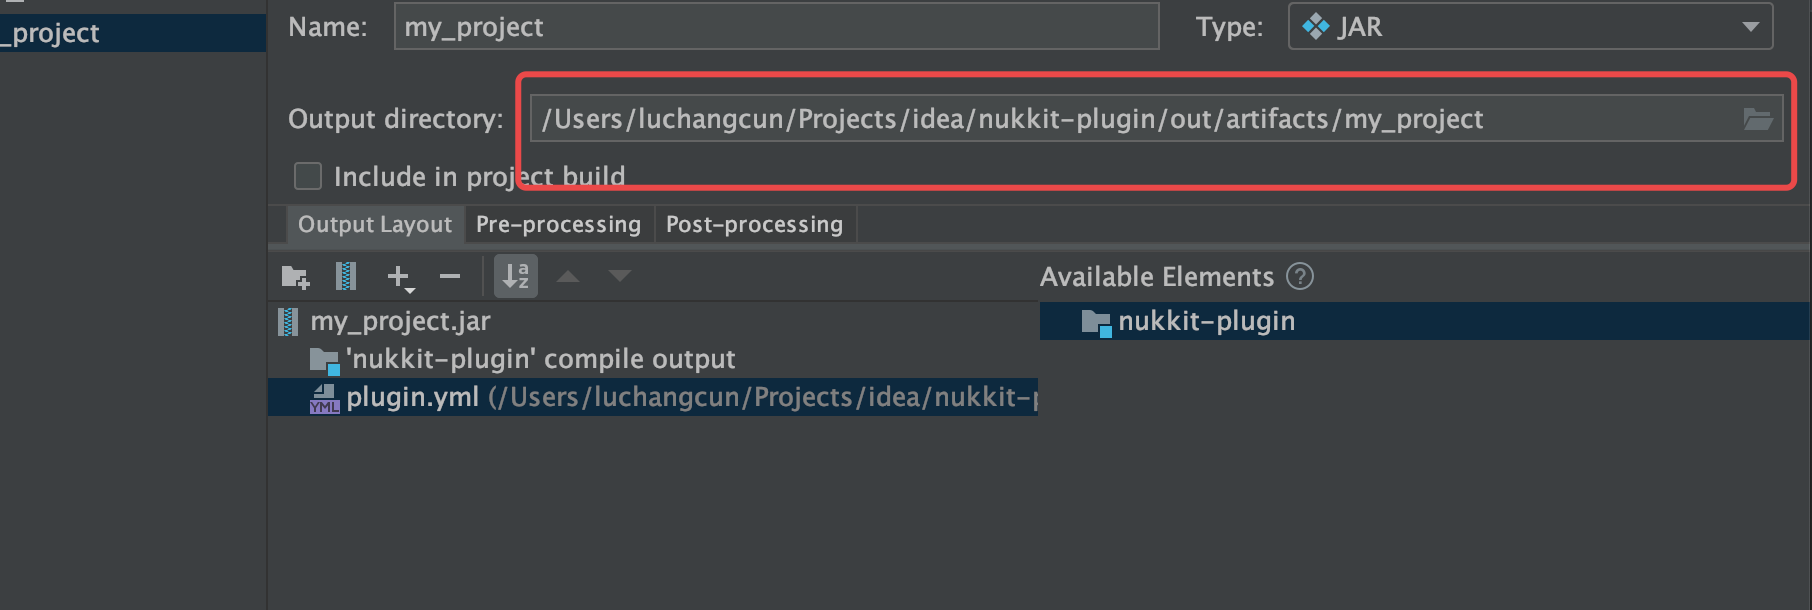 _project
Name: my_project Type: JAR
Output directory: /Users/luchangcun/Projects/idea/nukkit-plugin/out/artifacts/my_project
Include in project build
Output Layout Pre-processing Post-processing
Available Elements ?
my_project.jar nukkit-plugin
'nukkit-plugin' compile output
YML plugin.yml (/Users/luchangcun/Projects/idea/nukkit-